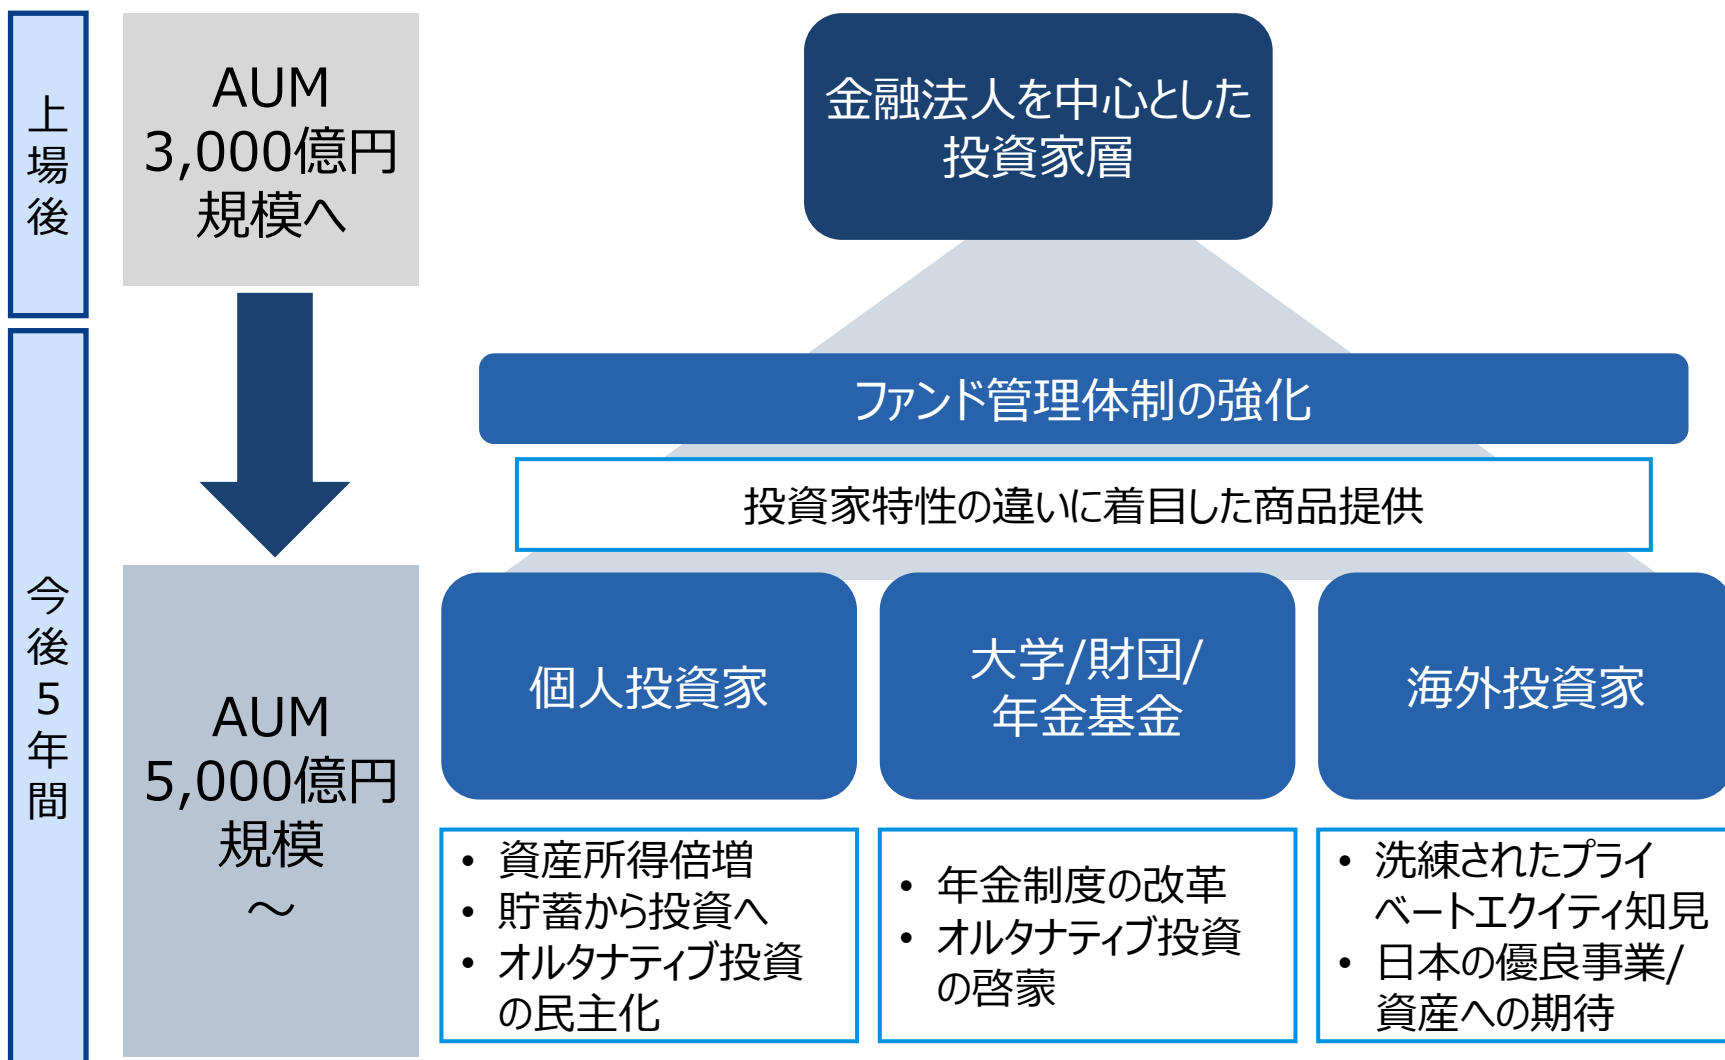 上場後
AUM
3,000億円
規模へ
金融法人を中心とした
投資家層
ファンド管理体制の強化
投資家特性の違いに着目した商品提供
今後5年間
AUM
5,000億円
規模
～
個人投資家
大学/財団/
年金基金
海外投資家
• 資産所得倍増
• 貯蓄から投資へ
• オルタナティブ投資
の民主化
• 年金制度の改革
• オルタナティブ投資
の啓蒙
• 洗練されたプライ
ベートエクイティ知見
• 日本の優良事業/
資産への期待